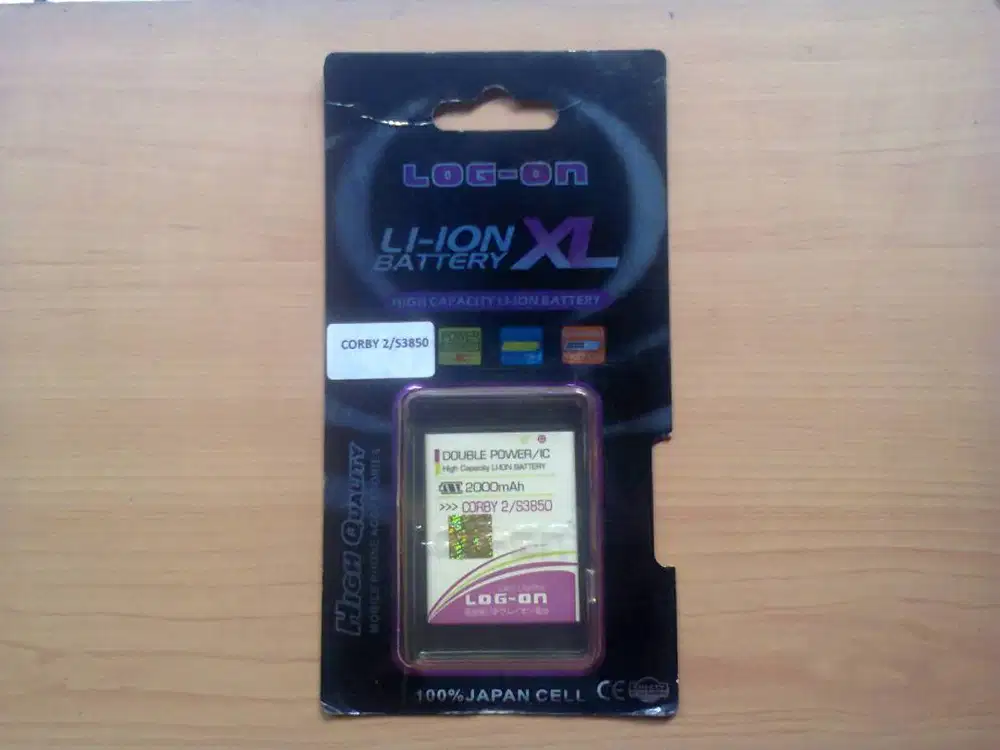 LOG-ON
LI-ION
BATTERY XL
HIGH CAPACITY LI-ION BATTERY
CORBY 2/S3850
DOUBLE POWER/IC
High Capacity LI-ION BATTERY
2000mAh
>>> CORBY 2/S3850
LOG-ON
HIGH QUALITY
MOBILE PHONE ACCESSORIES
100% JAPAN CELL CE